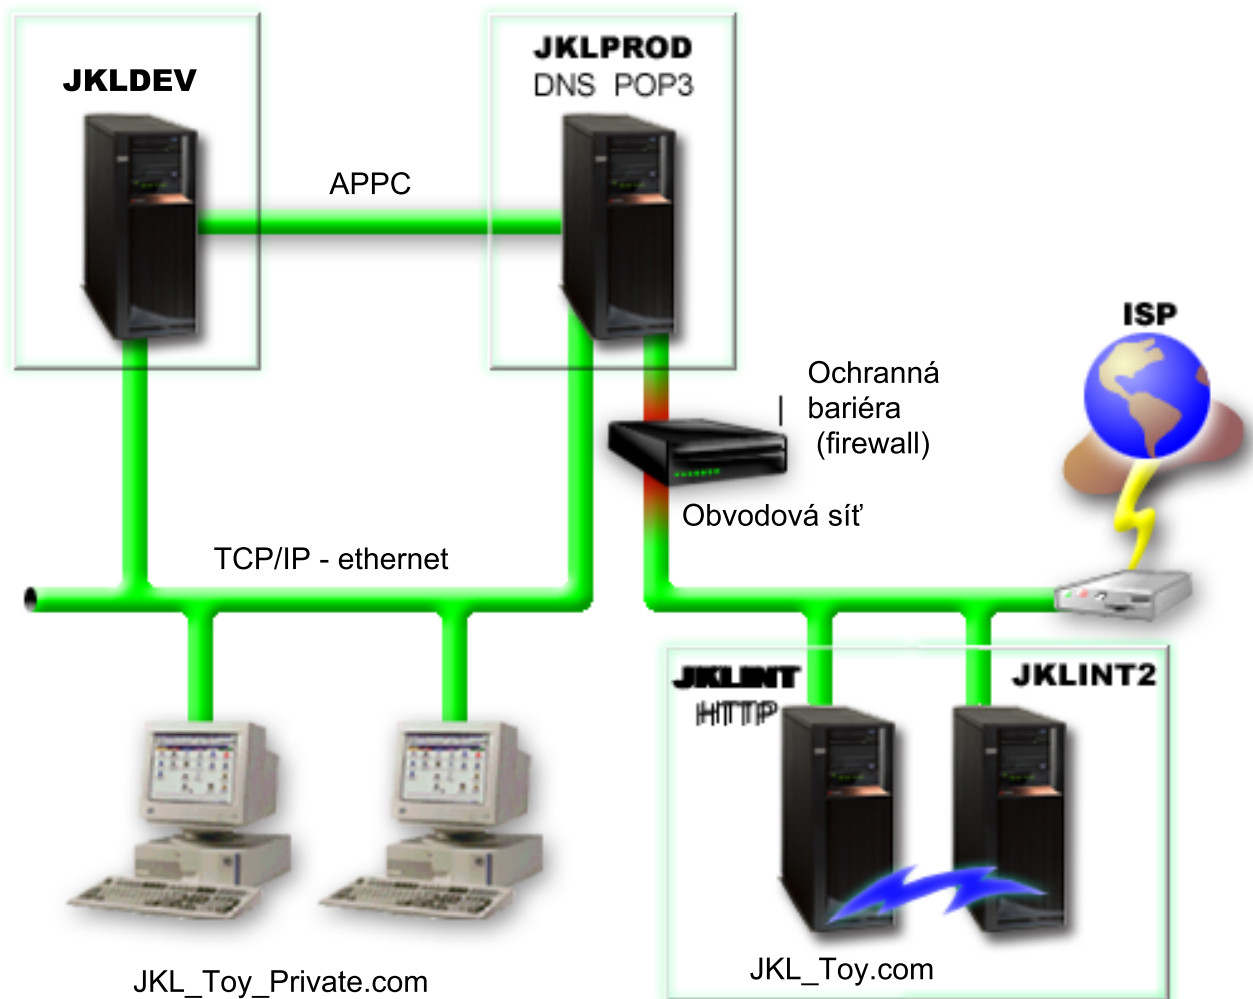 JKLDEV
JKLPROD
DNS POP3
APPC
ISP
Ochranná
bariéra
(firewall)
Obvodová síť
TCP/IP - ethernet
JKLINT
HTTP
JKLINT2
JKL_Toy.com
JKL_Toy_Private.com